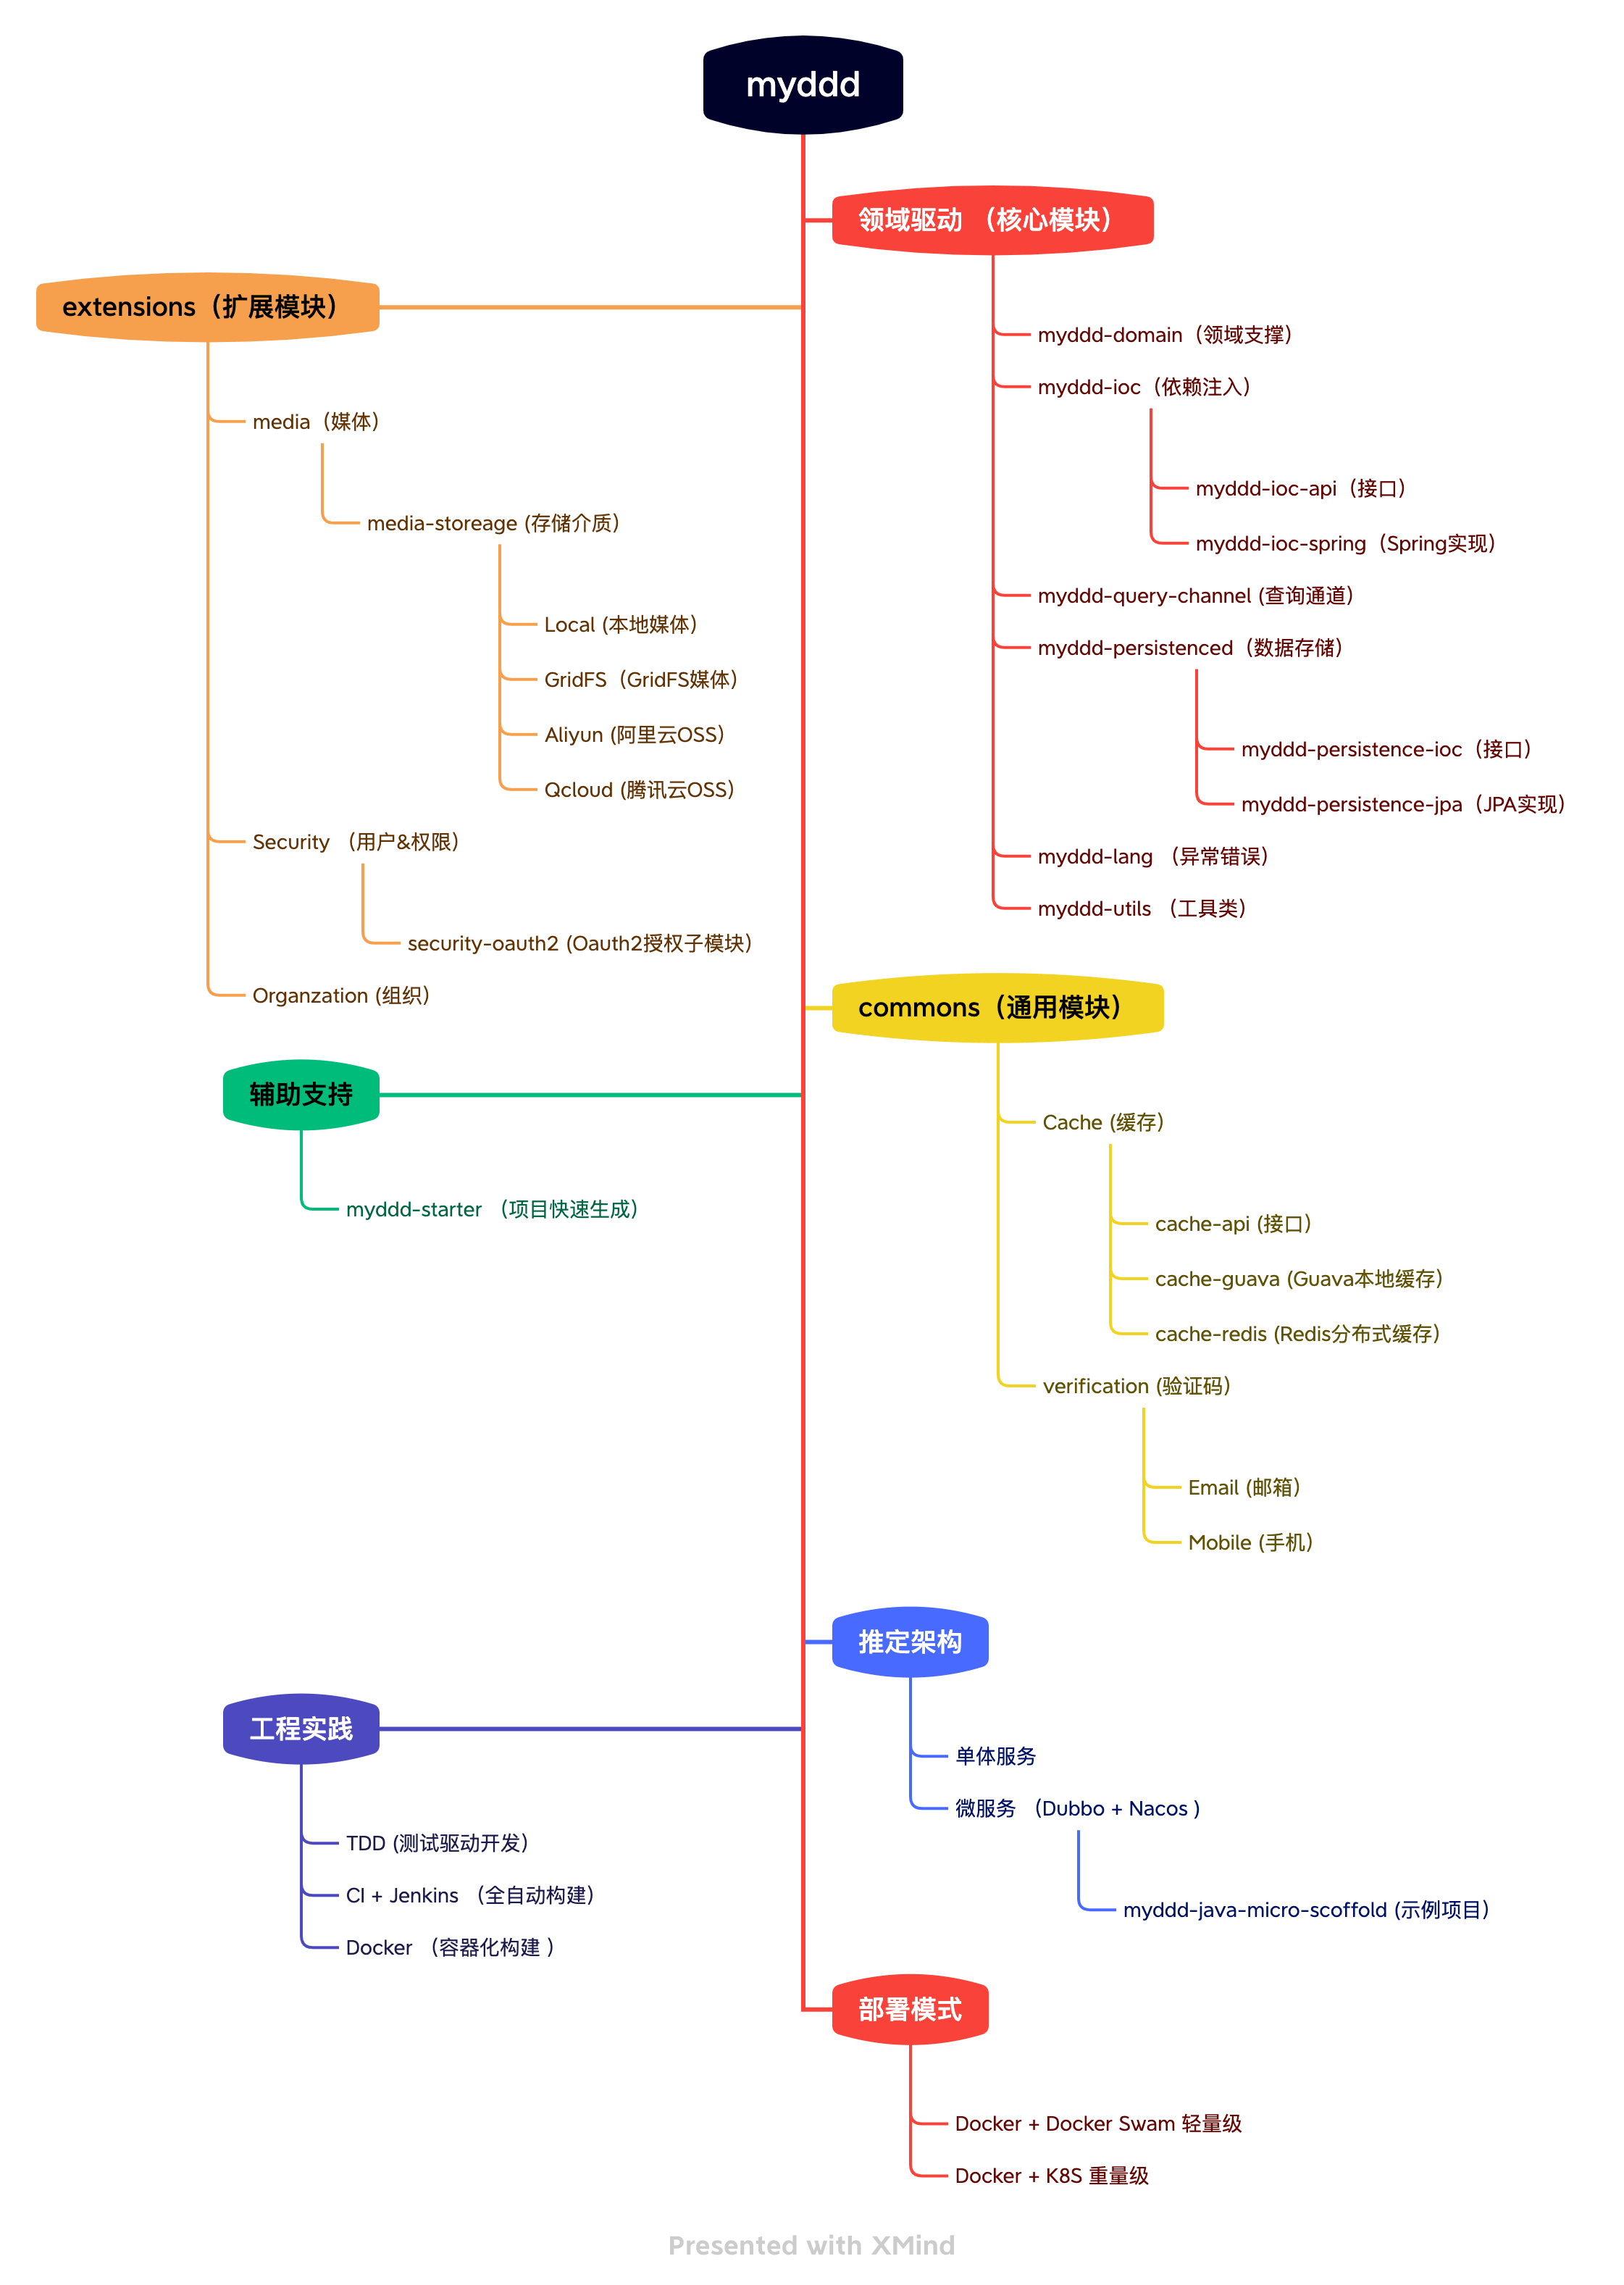 myddd
领域驱动 （核心模块）
myddd-domain（领域支撑）
myddd-ioc（依赖注入）
myddd-ioc-api（接口）
myddd-ioc-spring（Spring实现）
myddd-query-channel (查询通道）
myddd-persistenced（数据存储）
myddd-persistence-ioc（接口）
myddd-persistence-jpa（JPA实现）
myddd-lang （异常错误）
myddd-utils （工具类）
extensions（扩展模块）
media（媒体）
media-storeage (存储介质）
Local (本地媒体）
GridFS（GridFS媒体）
Aliyun (阿里云OSS）
Qcloud (腾讯云OSS）
Security （用户&权限）
security-oauth2 (Oauth2授权子模块）
Organzation (组织）
commons（通用模块）
Cache (缓存）
cache-api (接口）
cache-guava (Guava本地缓存）
cache-redis (Redis分布式缓存）
verification (验证码）
Email (邮箱）
Mobile (手机）
辅助支持
myddd-starter （项目快速生成）
推定架构
单体服务
微服务 （Dubbo + Nacos )
myddd-java-micro-scoffold (示例项目）
工程实践
TDD (测试驱动开发）
CI + Jenkins （全自动构建）
Docker （容器化构建 ）
部署模式
Docker + Docker Swam 轻量级
Docker + K8S 重量级
Presented with XMind